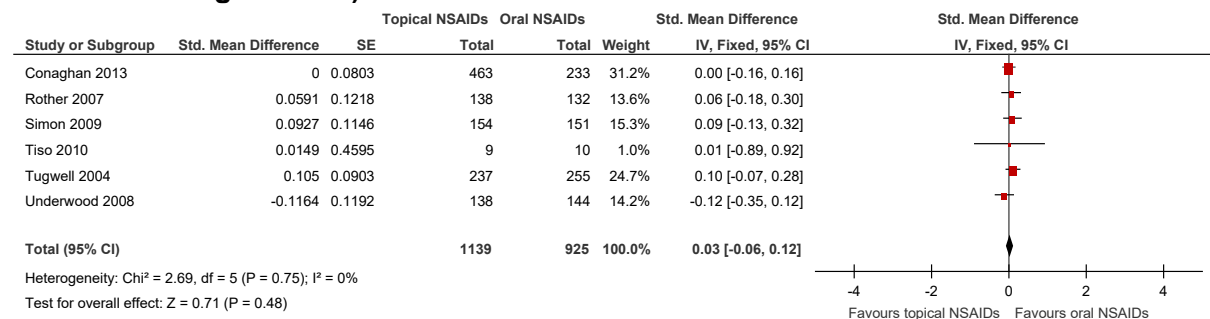 Topical NSAIDs Oral NSAIDs Std. Mean Difference Std. Mean Difference
Study or Subgroup Std. Mean Difference SE Total Total Weight IV, Fixed, 95% CI IV, Fixed, 95% CI
Conaghan 2013 0 0.0803 463 233 31.2% 0.00 [-0.16, 0.16]
Rother 2007 0.0591 0.1218 138 132 13.6% 0.06 [-0.18, 0.30]
Simon 2009 0.0927 0.1146 154 151 15.3% 0.09 [-0.13, 0.32]
Tiso 2010 0.0149 0.4595 9 10 1.0% 0.01 [-0.89, 0.92]
Tugwell 2004 0.105 0.0903 237 255 24.7% 0.10 [-0.07, 0.28]
Underwood 2008 -0.1164 0.1192 138 144 14.2% -0.12 [-0.35, 0.12]
Total (95% CI) 1139 925 100.0% 0.03 [-0.06, 0.12]
Heterogeneity: Chi² = 2.69, df = 5 (P = 0.75); I² = 0%
Test for overall effect: Z = 0.71 (P = 0.48)
-4 -2 0 2 4
Favours topical NSAIDs Favours oral NSAIDs